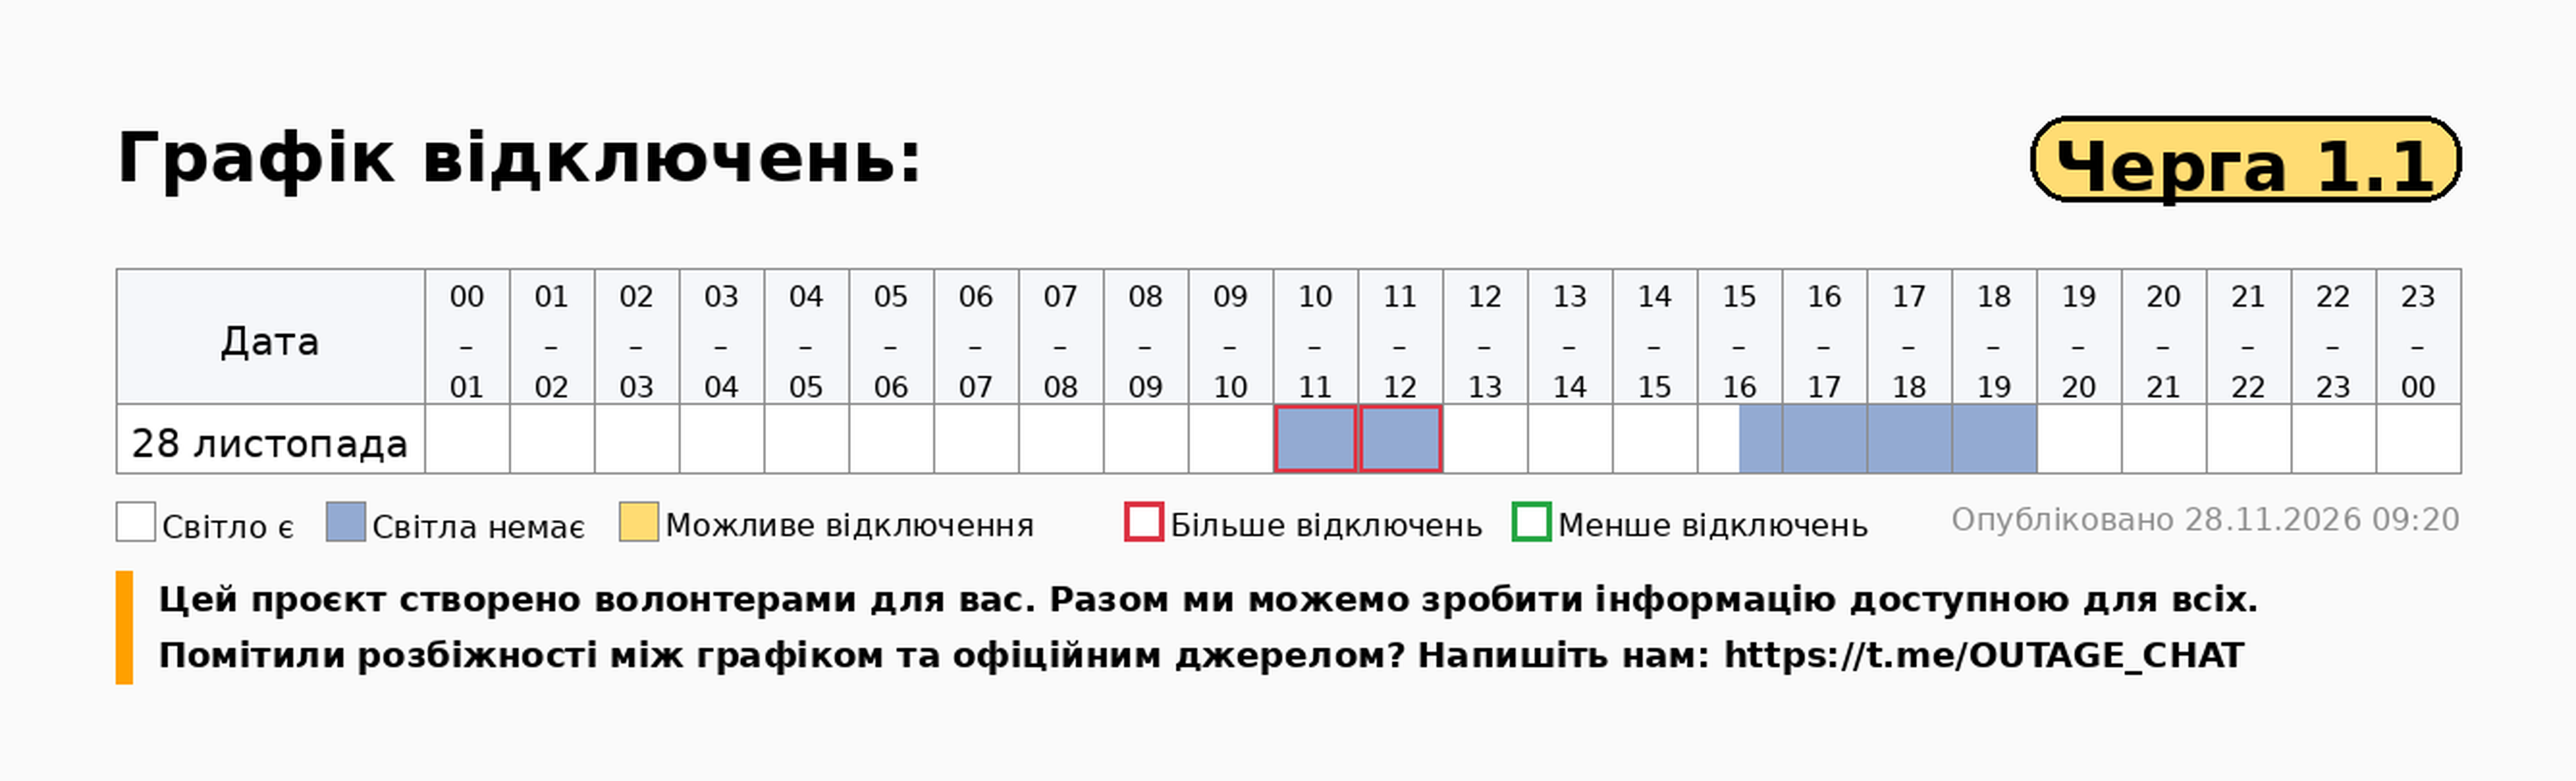 Графік відключень:
Черга 1.1
Дата
00 – 01
01 – 02
02 – 03
03 – 04
04 – 05
05 – 06
06 – 07
07 – 08
08 – 09
09 – 10
10 – 11
11 – 12
12 – 13
13 – 14
14 – 15
15 – 16
16 – 17
17 – 18
18 – 19
19 – 20
20 – 21
21 – 22
22 – 23
23 – 00
28 листопада
Світло є
Світла немає
Можливе відключення
Більше відключень
Менше відключень
Опубліковано 28.11.2026 09:20
Цей проєкт створено волонтерами для вас. Разом ми можемо зробити інформацію доступною для всіх.
Помітили розбіжності між графіком та офіційним джерелом? Напишіть нам: https://t.me/OUTAGE_CHAT